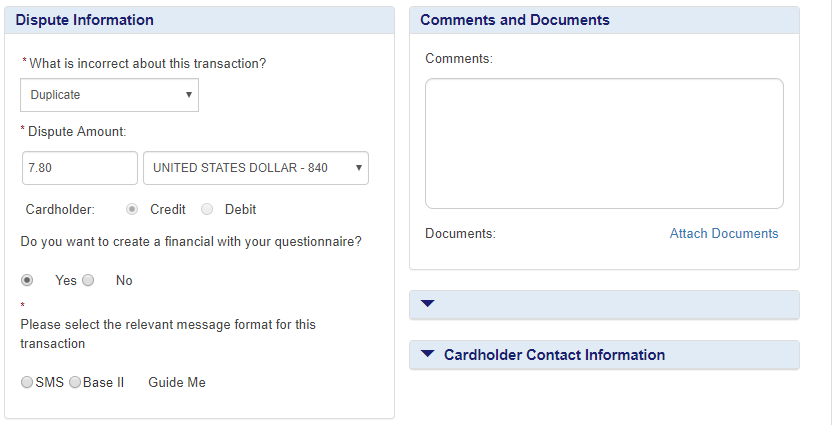 Dispute Information
* What is incorrect about this transaction?
Duplicate
* Dispute Amount:
7.80 UNITED STATES DOLLAR - 840
Cardholder: Credit Debit
Do you want to create a financial with your questionnaire?
Yes No
*
Please select the relevant message format for this
transaction
SMS Base II Guide Me
Comments and Documents
Comments:
Documents: Attach Documents
Cardholder Contact Information